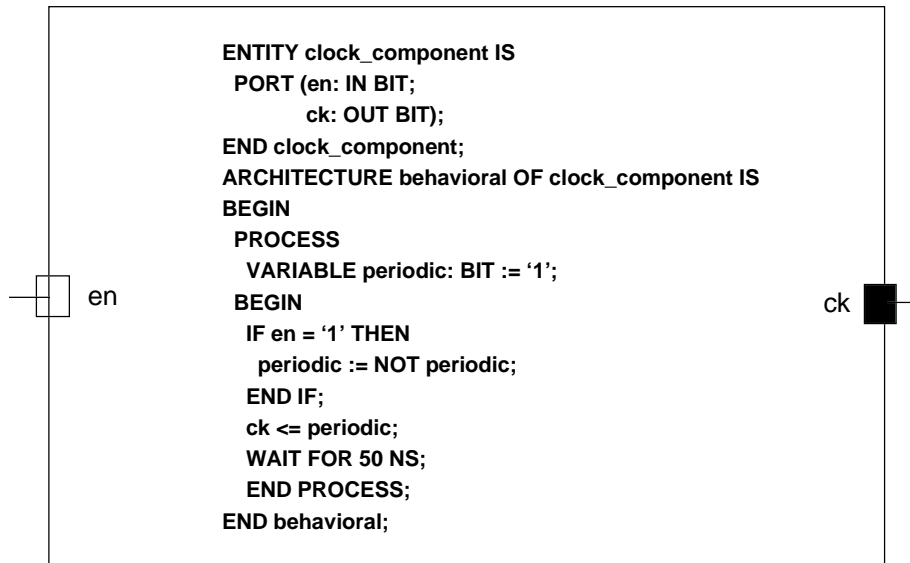 ENTITY clock_component IS
PORT (en: IN BIT;
ck: OUT BIT);
END clock_component;
ARCHITECTURE behavioral OF clock_component IS
BEGIN
PROCESS
VARIABLE periodic: BIT := ‘1’;
en
BEGIN
ck
IF en = ‘1’ THEN
periodic := NOT periodic;
END IF;
ck <= periodic;
WAIT FOR 50 NS;
END PROCESS;
END behavioral;